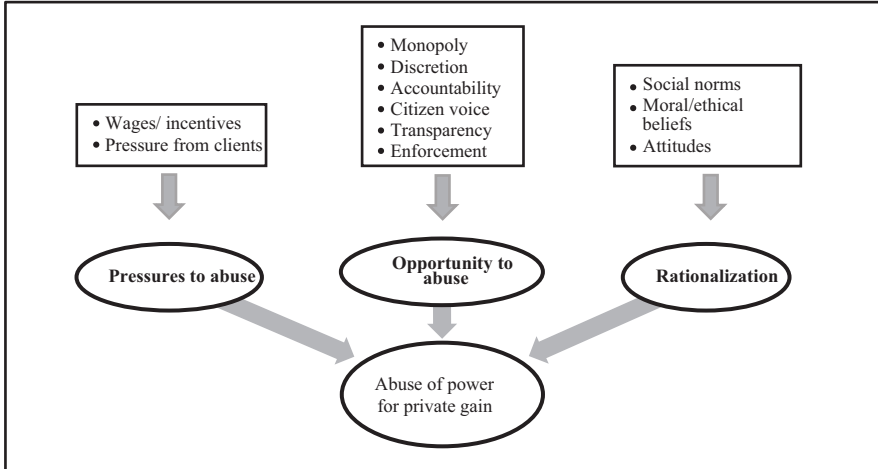 • Monopoly
• Discretion
• Accountability
• Citizen voice
• Transparency
• Enforcement
• Wages/ incentives
• Pressure from clients
• Social norms
• Moral/ethical
beliefs
• Attitudes
Pressures to abuse
Opportunity to
abuse
Rationalization
Abuse of power
for private gain